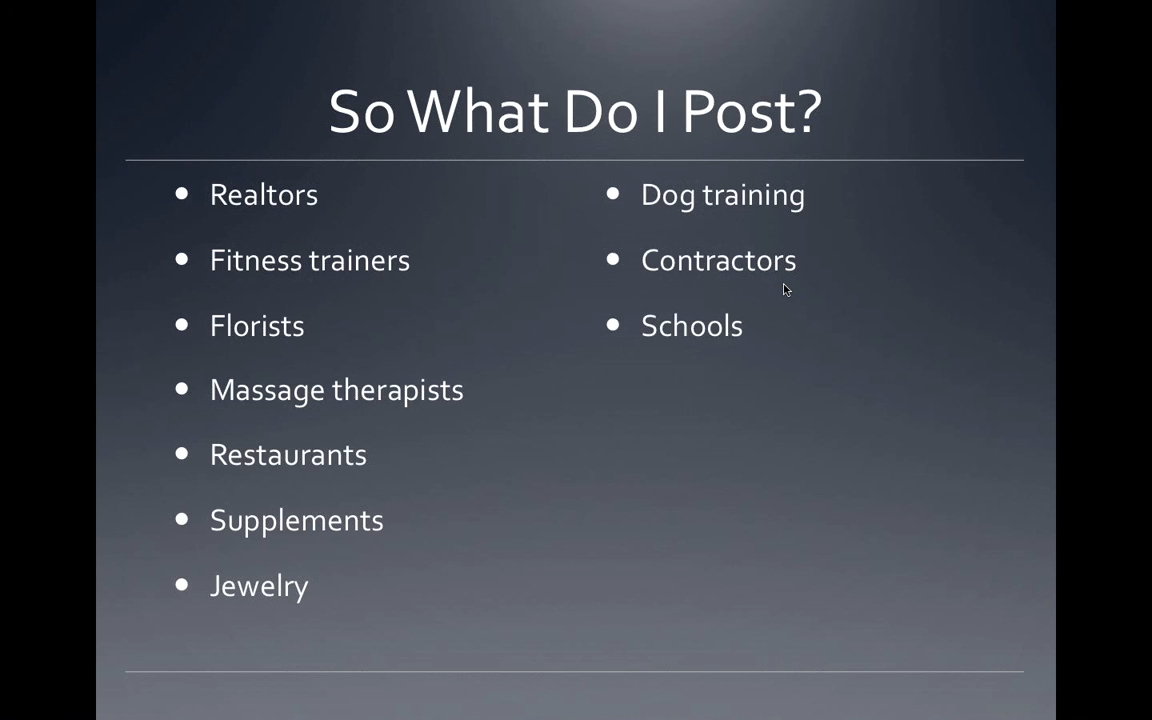 So What Do I Post?
Realtors
Fitness trainers
Florists
Massage therapists
Restaurants
Supplements
Jewelry
Dog training
Contractors
Schools